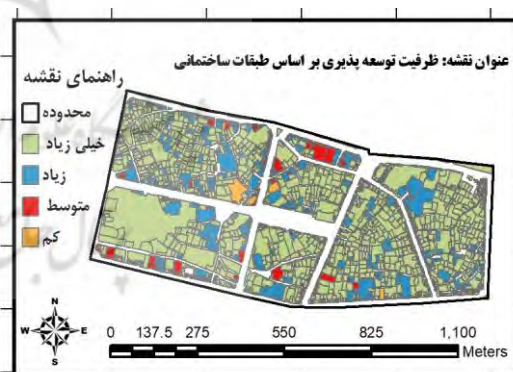 عنوان نقشه: ظرفیت توسعه پذیری بر اساس طبقات ساختمانی
راهنمای نقشه
محدوده
خیلی زیاد
زیاد
متوسط
کم
N
W E
S
0 137.5 275 550 825 1,100
Meters